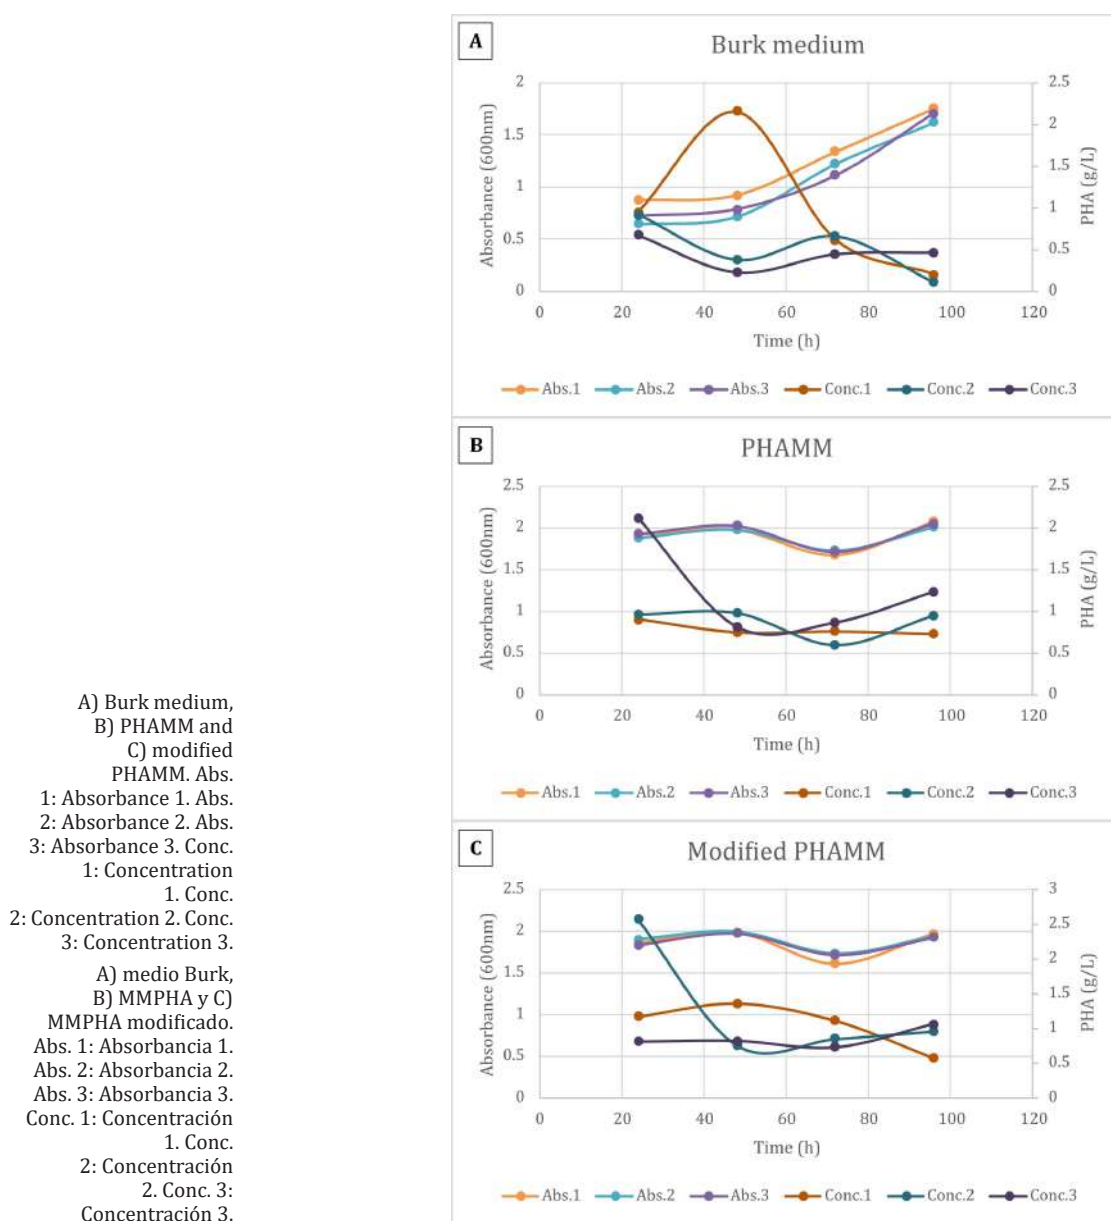 A) Burk medium,
B) PHAMM and
C) modified
PHAMM. Abs.
1: Absorbance 1. Abs.
2: Absorbance 2. Abs.
3: Absorbance 3. Conc.
1: Concentration
1. Conc.
2: Concentration 2. Conc.
3: Concentration 3.
A) medio Burk,
B) MMPHA y C)
MMPHA modificado.
Abs. 1: Absorbancia 1.
Abs. 2: Absorbancia 2.
Abs. 3: Absorbancia 3.
Conc. 1: Concentración
1. Conc.
2: Concentración
2. Conc. 3:
Concentración 3.
A
Burk medium
Absorbance (600nm)
2
1.5
1
0.5
0
2.5
2
1.5
1
0.5
0
PHA (g/L)
0 20 40 60 80 100 120
Time (h)
Abs.1 Abs.2 Abs.3 Conc.1 Conc.2 Conc.3
B
PHAMM
Absorbance (600nm)
2.5
2
1.5
1
0.5
0
2.5
2
1.5
1
0.5
0
PHA (g/L)
0 20 40 60 80 100 120
Time (h)
Abs.1 Abs.2 Abs.3 Conc.1 Conc.2 Conc.3
C
Modified PHAMM
Absorbance (600nm)
2.5
2
1.5
1
0.5
0
3
2.5
2
1.5
1
0.5
0
PHA (g/L)
0 20 40 60 80 100 120
Time (h)
Abs.1 Abs.2 Abs.3 Conc.1 Conc.2 Conc.3